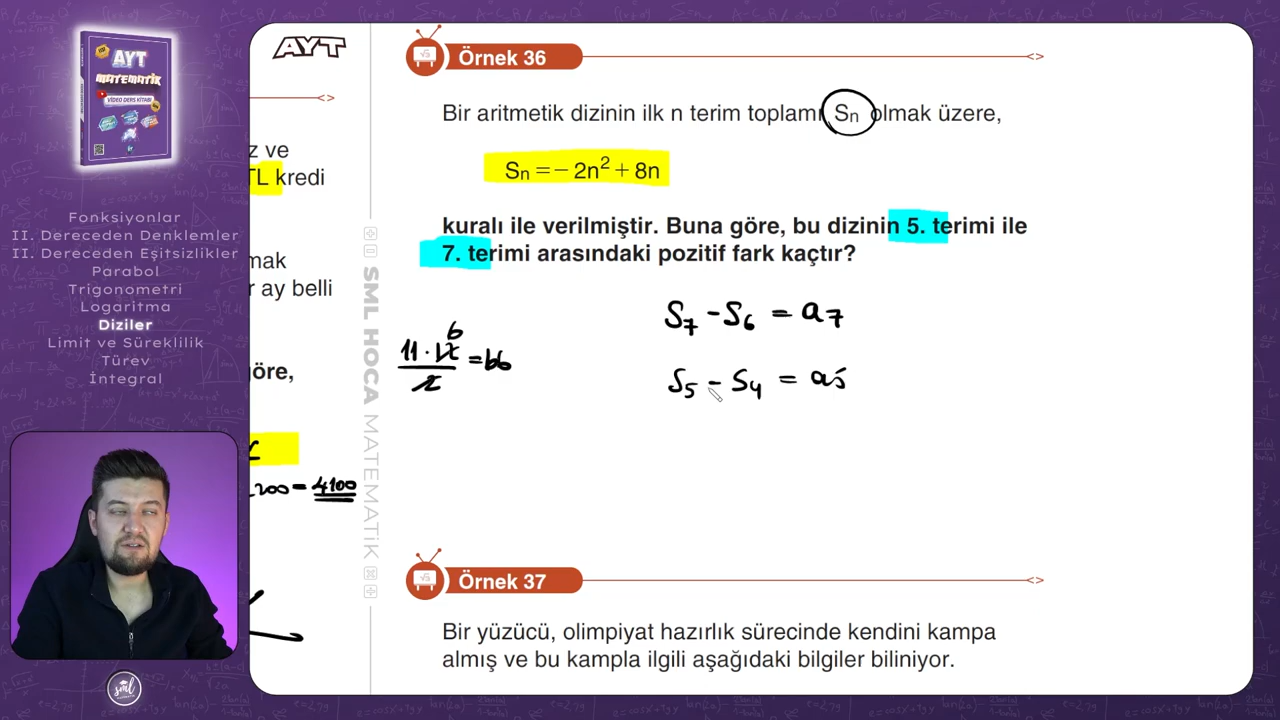 AYT
MATEMATİK
VİDEO DERS KİTABI
Fonksiyonlar
II. Dereceden Denklemler
II. Dereceden Eşitsizlikler
Parabol
Trigonometri
Logaritma
Diziler
Limit ve Süreklilik
Türev
İntegral
sml
AYT
z ve
TL kredi
mak
r ay belli
göre,
200 = 4100
SML HOCA MATEMATİK
Örnek 36
Bir aritmetik dizinin ilk n terim toplamı Sn olmak üzere,
Sn = – 2n² + 8n
kuralı ile verilmiştir. Buna göre, bu dizinin 5. terimi ile
7. terimi arasındaki pozitif fark kaçtır?
S7 - S6 = a7
11 · 12 / 2 = 66
6
S5 - S4 = a5
Örnek 37
Bir yüzücü, olimpiyat hazırlık sürecinde kendini kampa
almış ve bu kampla ilgili aşağıdaki bilgiler biliniyor.